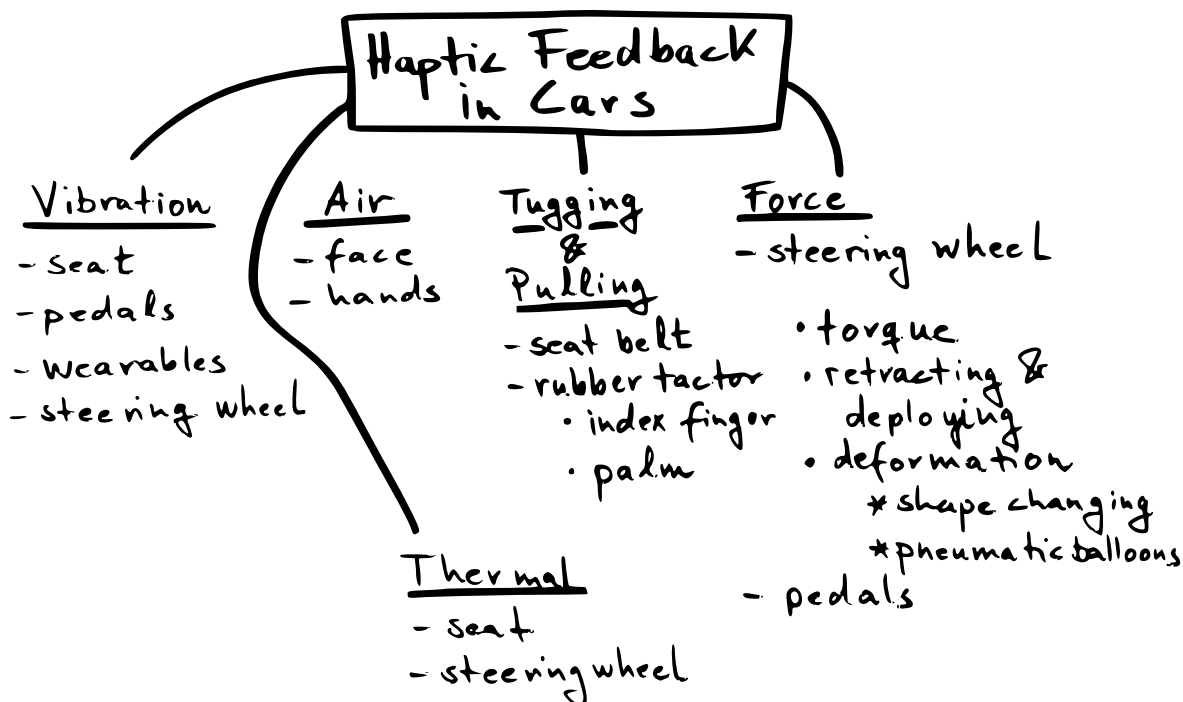 Haptic Feedback
in Cars
Vibration
- seat
- pedals
- wearables
- steering wheel
Air
- face
- hands
Tugging
&
Pulling
- seat belt
- rubber tactor
• index finger
• palm
Force
- steering wheel
• torque
• retracting &
deploying
• deformation
* shape changing
* pneumatic balloons
- pedals
Thermal
- seat
- steering wheel